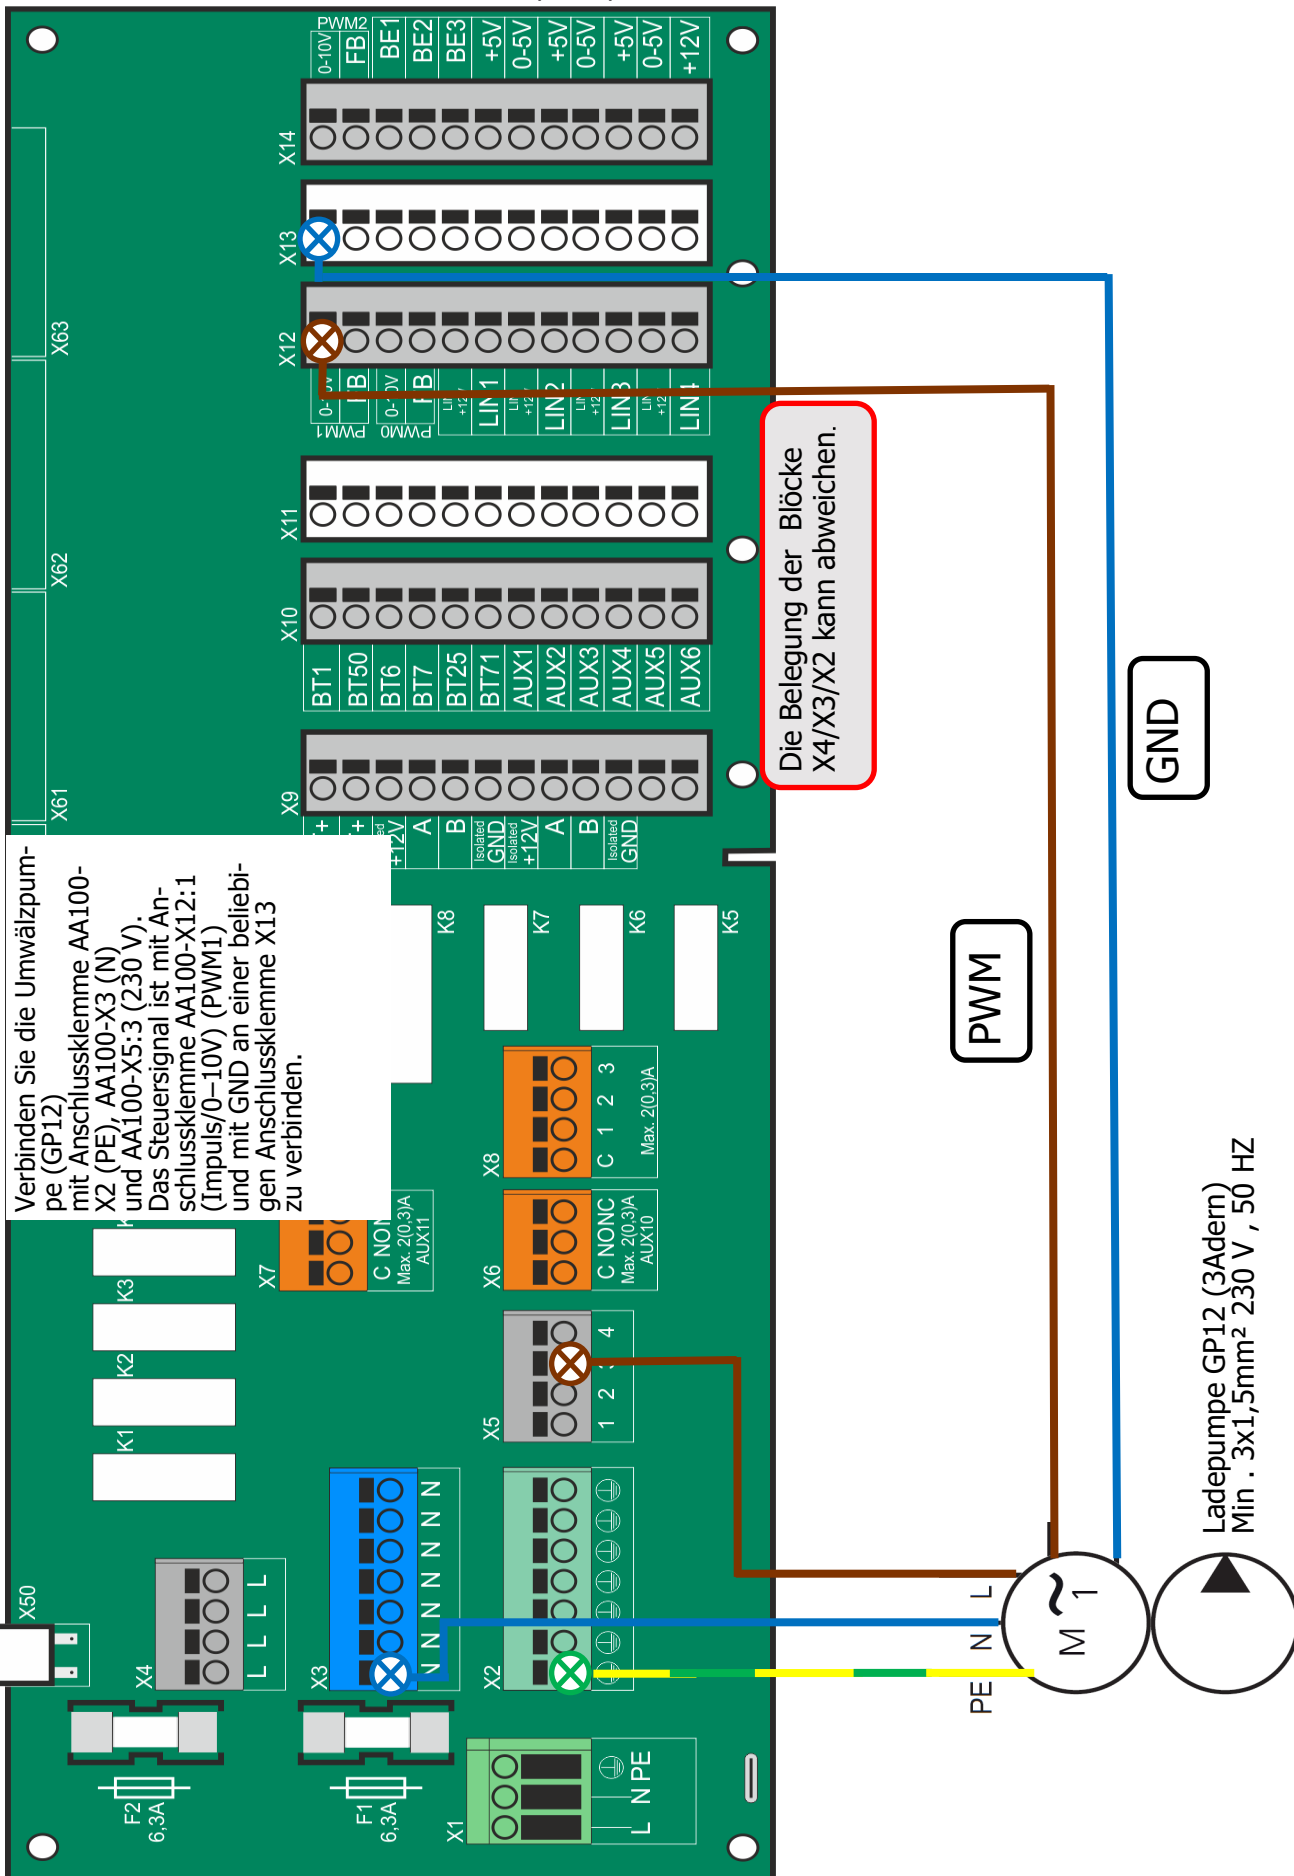 Verbinden Sie die Umwälzpum-
pe (GP12)
mit Anschlussklemme AA100-
X2 (PE), AA100-X3 (N)
und AA100-X5:3 (230 V).
Das Steuersignal ist mit An-
schlussklemme AA100-X12:1
(Impuls/0–10V) (PWM1)
und mit GND an einer beliebi-
gen Anschlussklemme X13
zu verbinden.
X50
X61
X62
X63
F2
6,3A
F1
6,3A
X4
L L L L
K1
K2
K3
X3
N N N N N N N
X7
C NON
Max. 2(0,3)A
AUX11
X1
L N PE
X2
X5
1 2 4
X6
C NONC
Max. 2(0,3)A
AUX10
X8
C 1 2 3
Max. 2(0,3)A
K8
K7
K6
K5
X9
+12V
A
B
Isolated
GND
Isolated
+12V
A
B
Isolated
GND
X10
BT1
BT50
BT6
BT7
BT25
BT71
AUX1
AUX2
AUX3
AUX4
AUX5
AUX6
X11
X12
PWM1
PWM0
0-10V
FB
LIN1
LIN2
LIN3
LIN4
X13
X14
PWM2
0-10V
FB
BE1
BE2
BE3
+5V
0-5V
+5V
0-5V
+5V
0-5V
+12V
Die Belegung der Blöcke
X4/X3/X2 kann abweichen.
PWM
GND
PE
N
L
M
1
~
Ladepumpe GP12 (3Adern)
Min . 3x1,5mm² 230 V , 50 HZ